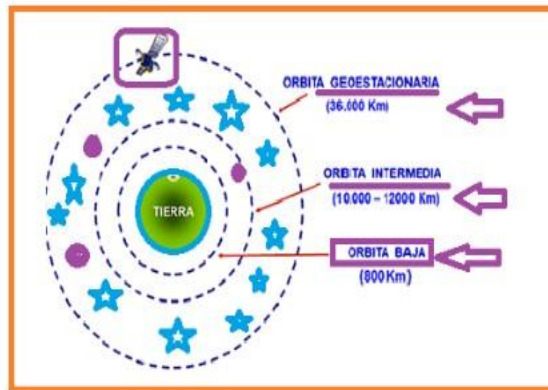 ORBITA GEOESTACIONARIA
(36.000 Km)
ORBITA INTERMEDIA
(10.000 – 12000 Km)
TIERRA
ORBITA BAJA
(800 Km)